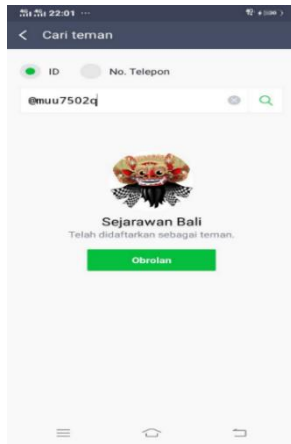 22:01 ...
< Cari teman
ID No. Telepon
@muu7502q
Sejarawan Bali
Telah didaftarkan sebagai teman.
Obrolan